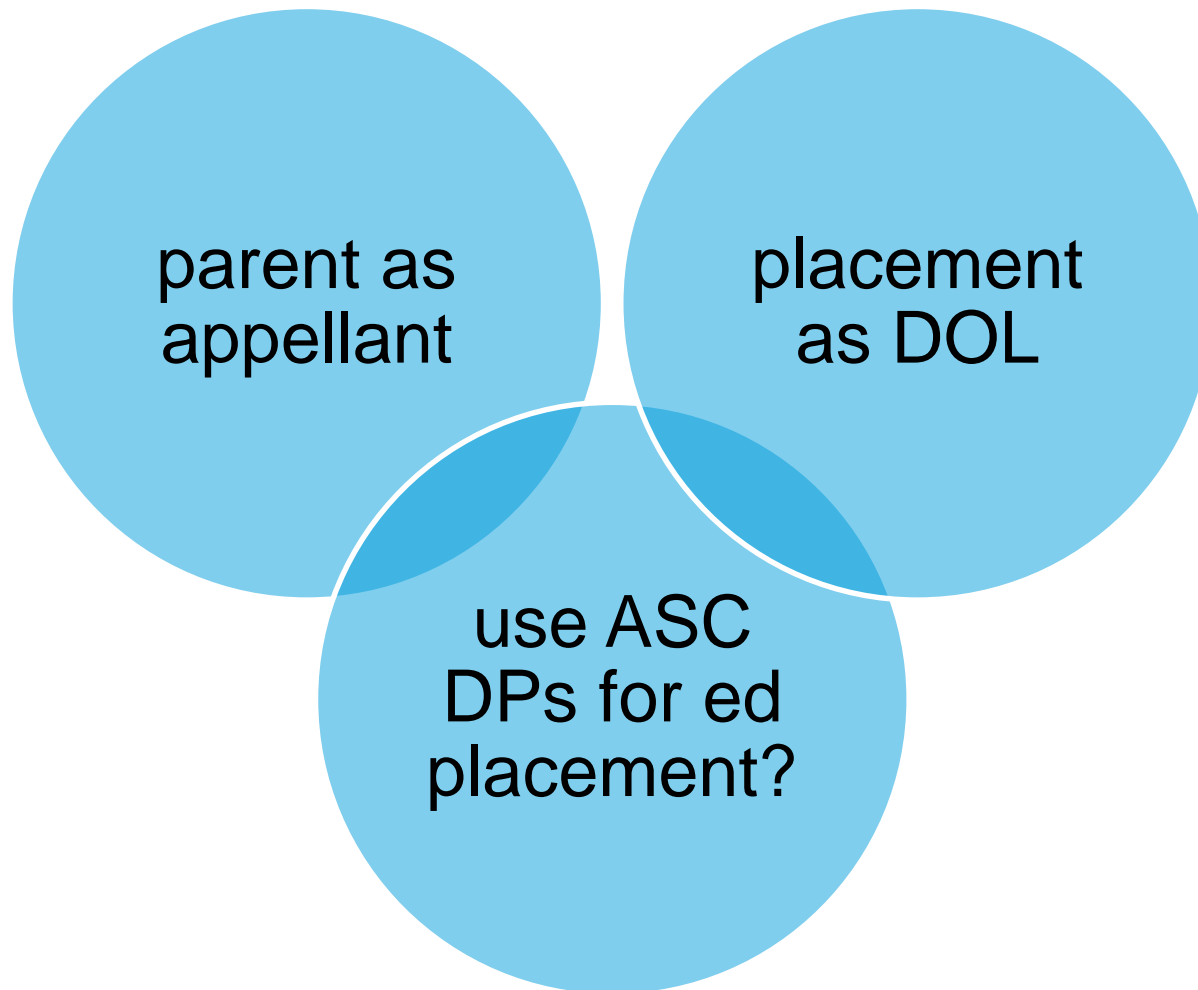 parent as
appellant
placement
as DOL
use ASC
DPs for ed
placement?